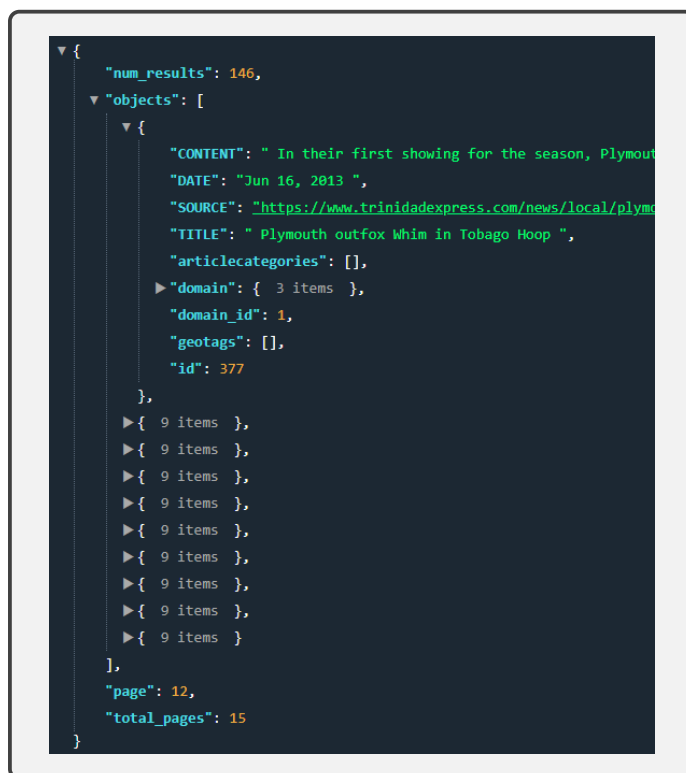 {
"num_results": 146,
"objects": [
{
"CONTENT": " In their first showing for the season, Plymout
"DATE": "Jun 16, 2013 ",
"SOURCE": "https://www.trinidadexpress.com/news/local/plymo
"TITLE": " Plymouth outfox Whim in Tobago Hoop ",
"articlecategories": [],
"domain": { 3 items },
"domain_id": 1,
"geotags": [],
"id": 377
},
{ 9 items },
{ 9 items },
{ 9 items },
{ 9 items },
{ 9 items },
{ 9 items },
{ 9 items },
{ 9 items },
{ 9 items }
],
"page": 12,
"total_pages": 15
}